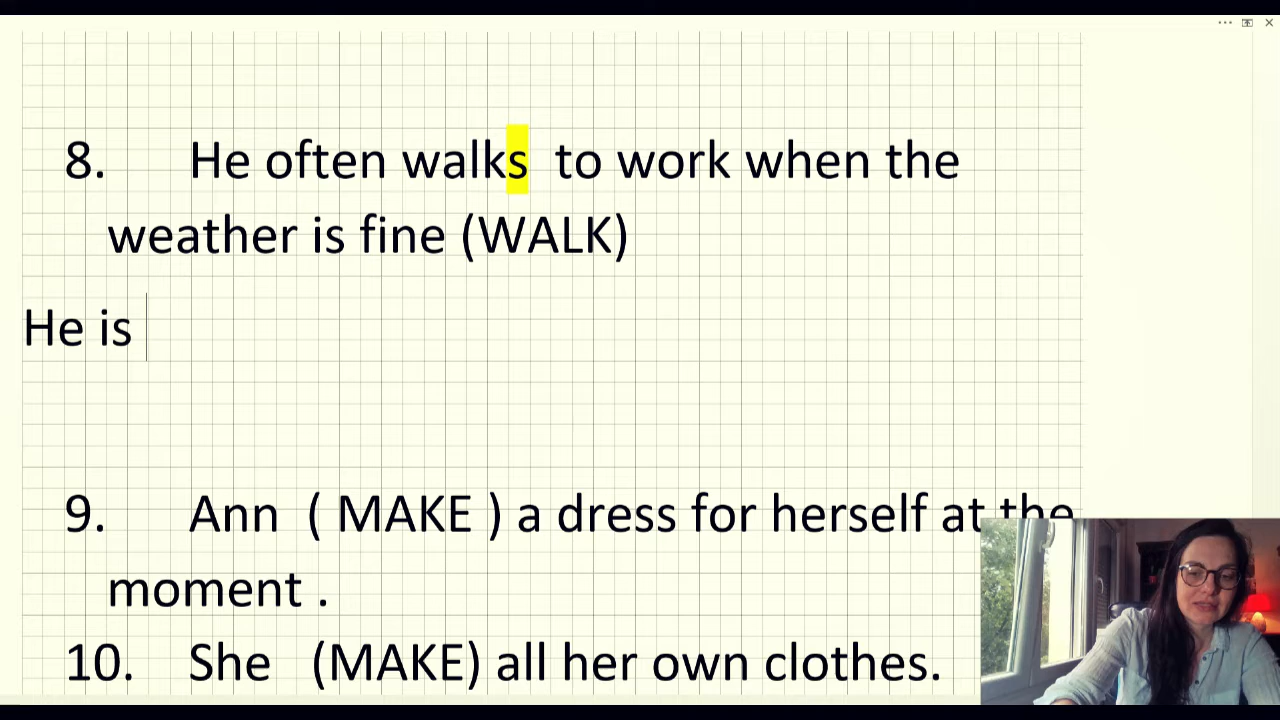 8. He often walks to work when the
weather is fine (WALK)
He is
9. Ann ( MAKE ) a dress for herself at the
moment .
10. She (MAKE) all her own clothes.